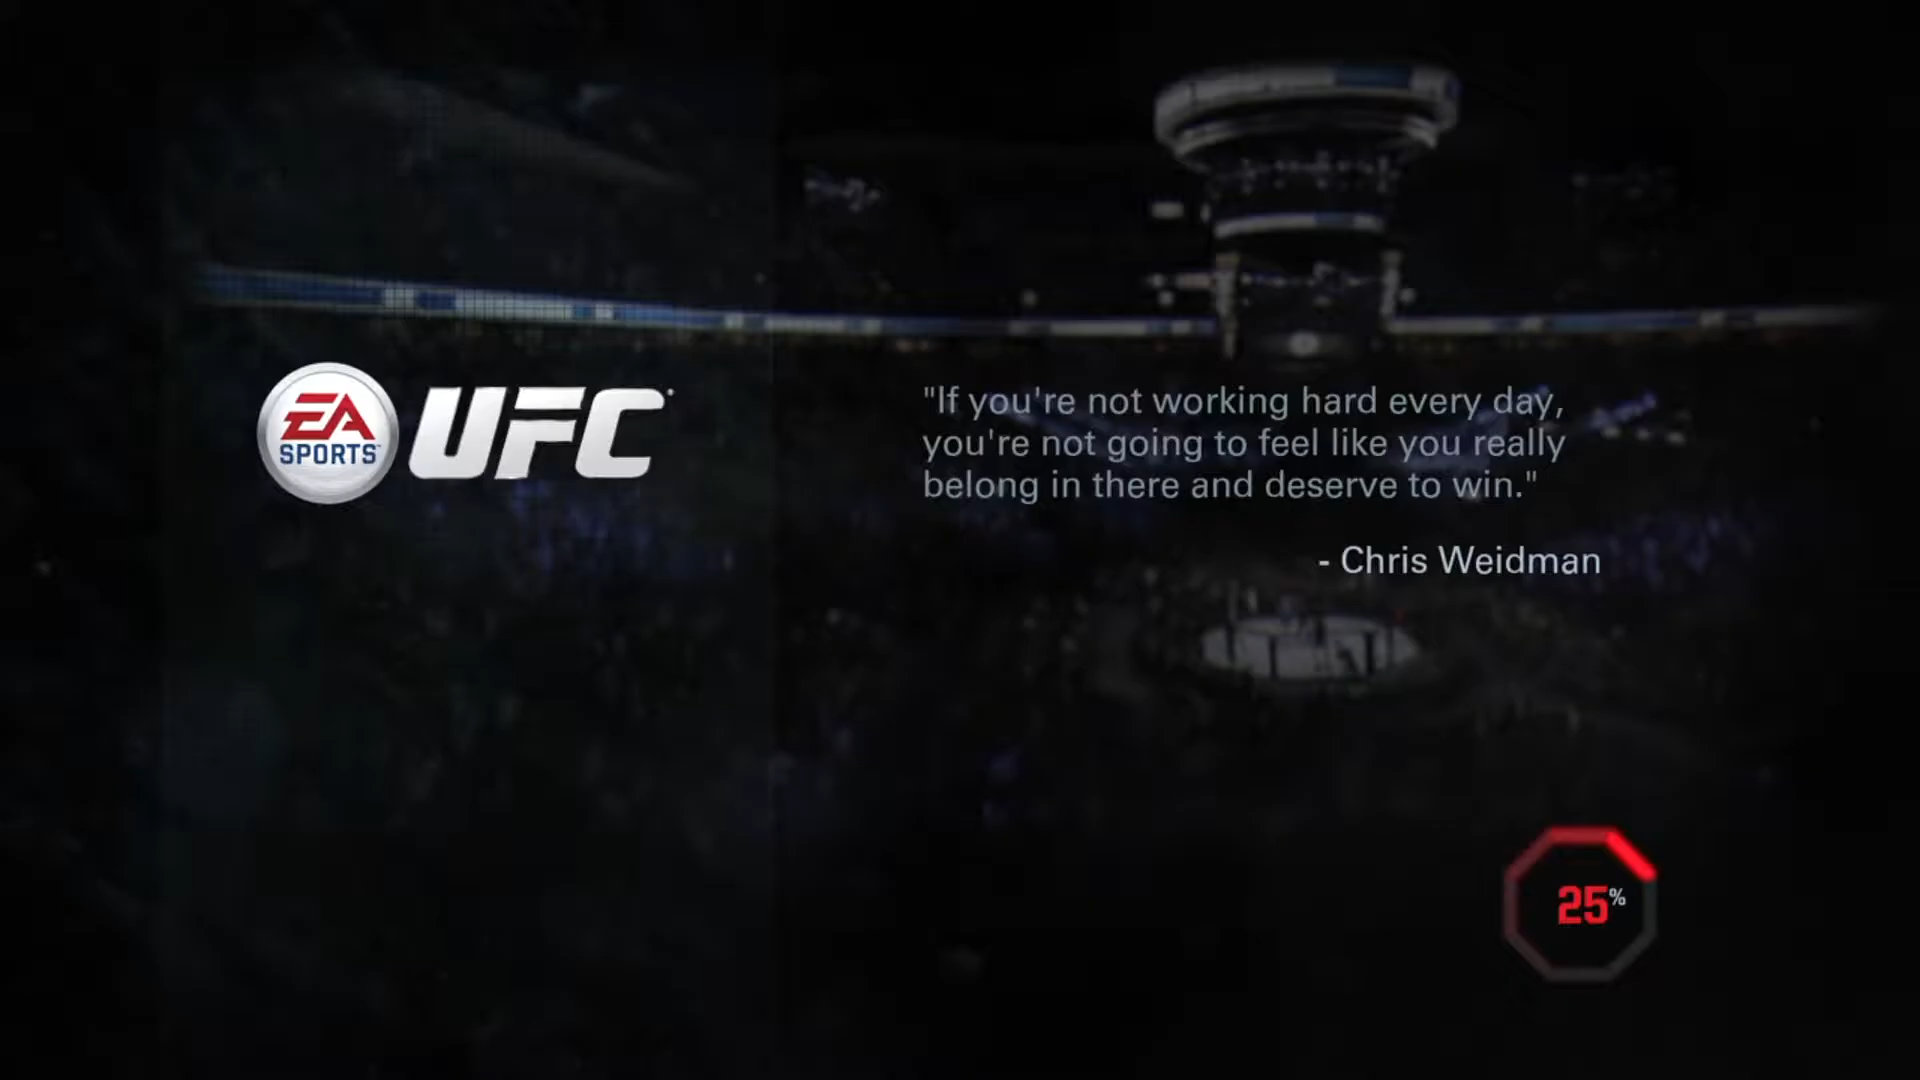 EA
SPORTS™
UFC®
"If you're not working hard every day,
you're not going to feel like you really
belong in there and deserve to win."
- Chris Weidman
25%